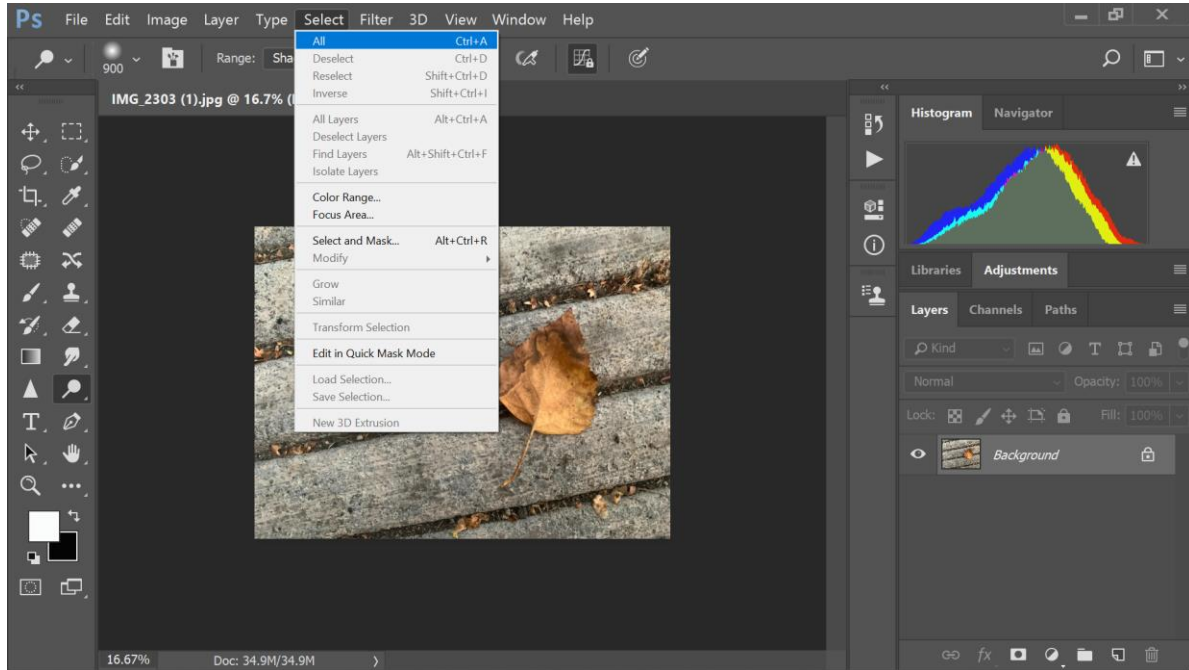 Ps File Edit Image Layer Type Select Filter 3D View Window Help
900 Range: Sha
IMG_2303 (1).jpg @ 16.7% (
All Ctrl+A
Deselect Ctrl+D
Reselect Shift+Ctrl+D
Inverse Shift+Ctrl+I
All Layers Alt+Ctrl+A
Deselect Layers
Find Layers Alt+Shift+Ctrl+F
Isolate Layers
Color Range...
Focus Area...
Select and Mask... Alt+Ctrl+R
Modify
Grow
Similar
Transform Selection
Edit in Quick Mask Mode
Load Selection...
Save Selection...
New 3D Extrusion
Histogram Navigator
Libraries Adjustments
Layers Channels Paths
Kind
Normal Opacity: 100%
Lock: Fill: 100%
Background
16.67% Doc: 34.9M/34.9M